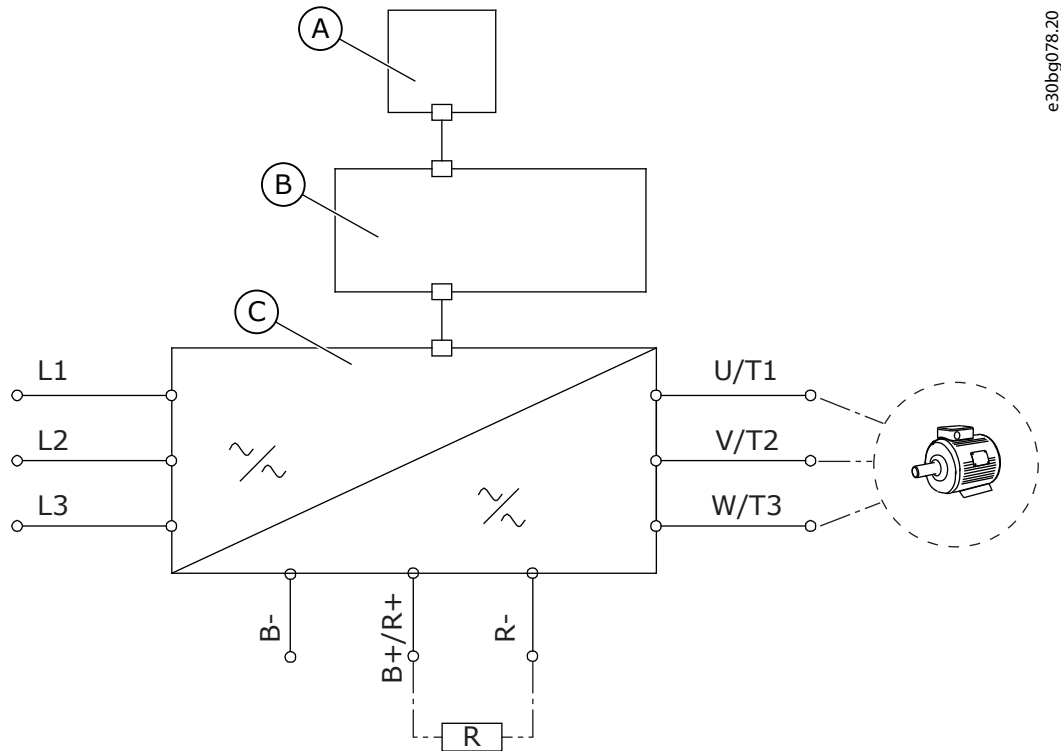 A
e30bg078.20
B
C
L1
U/T1
L2
V/T2
L3
W/T3
B-
B+/R+
R-
R